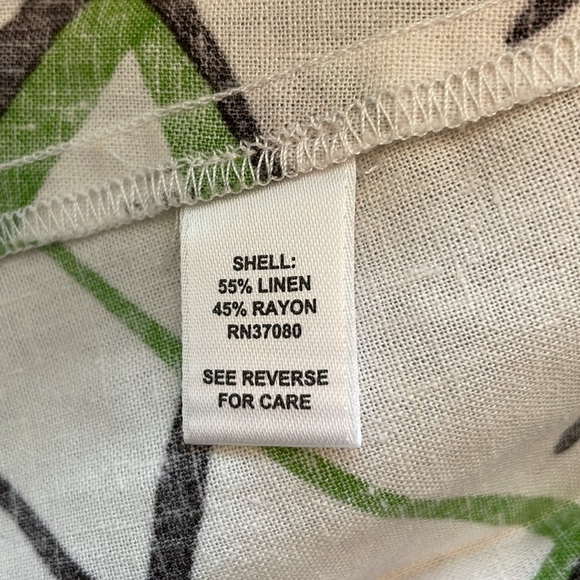 SHELL:
55% LINEN
45% RAYON
RN37080
SEE REVERSE
FOR CARE